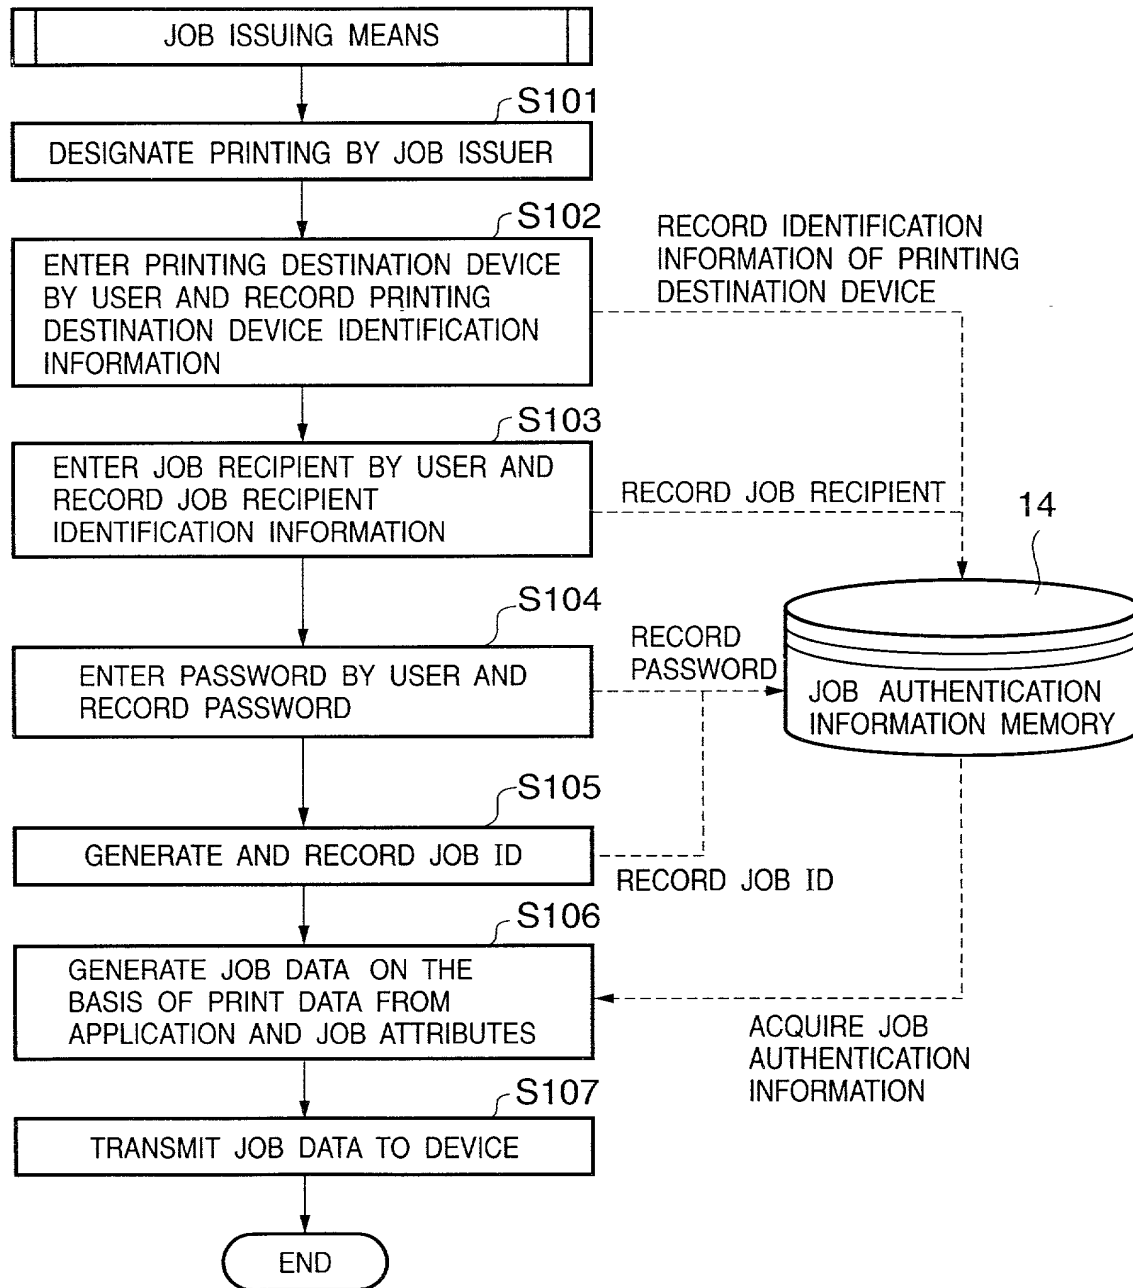 JOB ISSUING MEANS
S101
DESIGNATE PRINTING BY JOB ISSUER
S102
ENTER PRINTING DESTINATION DEVICE
BY USER AND RECORD PRINTING
DESTINATION DEVICE IDENTIFICATION
INFORMATION
RECORD IDENTIFICATION
INFORMATION OF PRINTING
DESTINATION DEVICE
S103
ENTER JOB RECIPIENT BY USER AND
RECORD JOB RECIPIENT
IDENTIFICATION INFORMATION
RECORD JOB RECIPIENT
14
S104
ENTER PASSWORD BY USER AND
RECORD PASSWORD
RECORD
PASSWORD
JOB AUTHENTICATION
INFORMATION MEMORY
S105
GENERATE AND RECORD JOB ID
RECORD JOB ID
S106
GENERATE JOB DATA ON THE
BASIS OF PRINT DATA FROM
APPLICATION AND JOB ATTRIBUTES
ACQUIRE JOB
AUTHENTICATION
INFORMATION
S107
TRANSMIT JOB DATA TO DEVICE
END